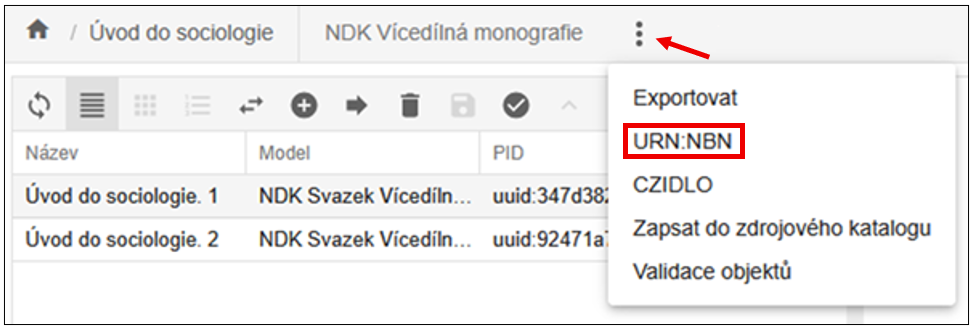 / Úvod do sociologie NDK Vícedílná monografie
Exportovat
URN:NBN
CZIDLO
Zapsat do zdrojového katalogu
Validace objektů
Název Model PID
Úvod do sociologie. 1 NDK Svazek Vícedíln... uuid:347d382
Úvod do sociologie. 2 NDK Svazek Vícedíln... uuid:92471a7